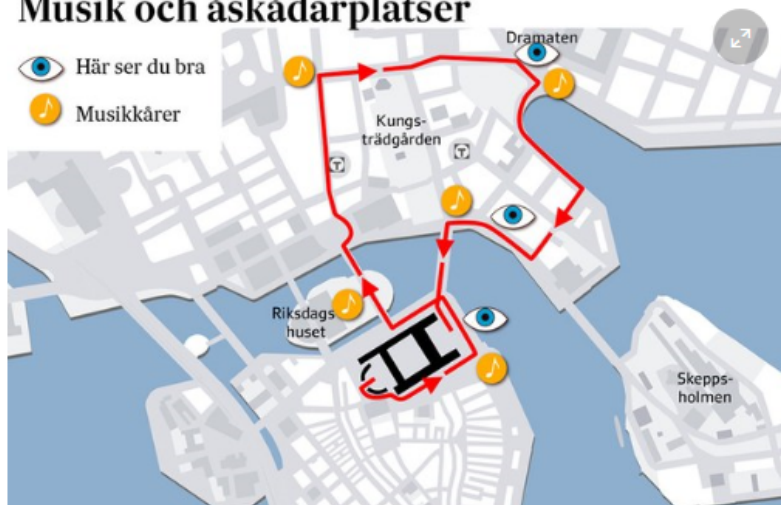 Musik och åskådarplatser
Här ser du bra
Musikkårer
Dramaten
Kungs-
trädgården
T
T
Riksdags
huset
Skepps-
holmen